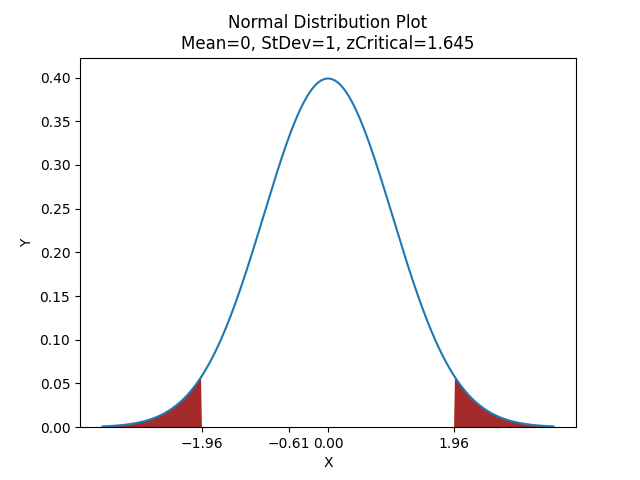 Normal Distribution Plot
Mean=0, StDev=1, zCritical=1.645
0.40
0.35
0.30
0.25
0.20
0.15
0.10
0.05
0.00
Y
−1.96 −0.61 0.00 1.96
X